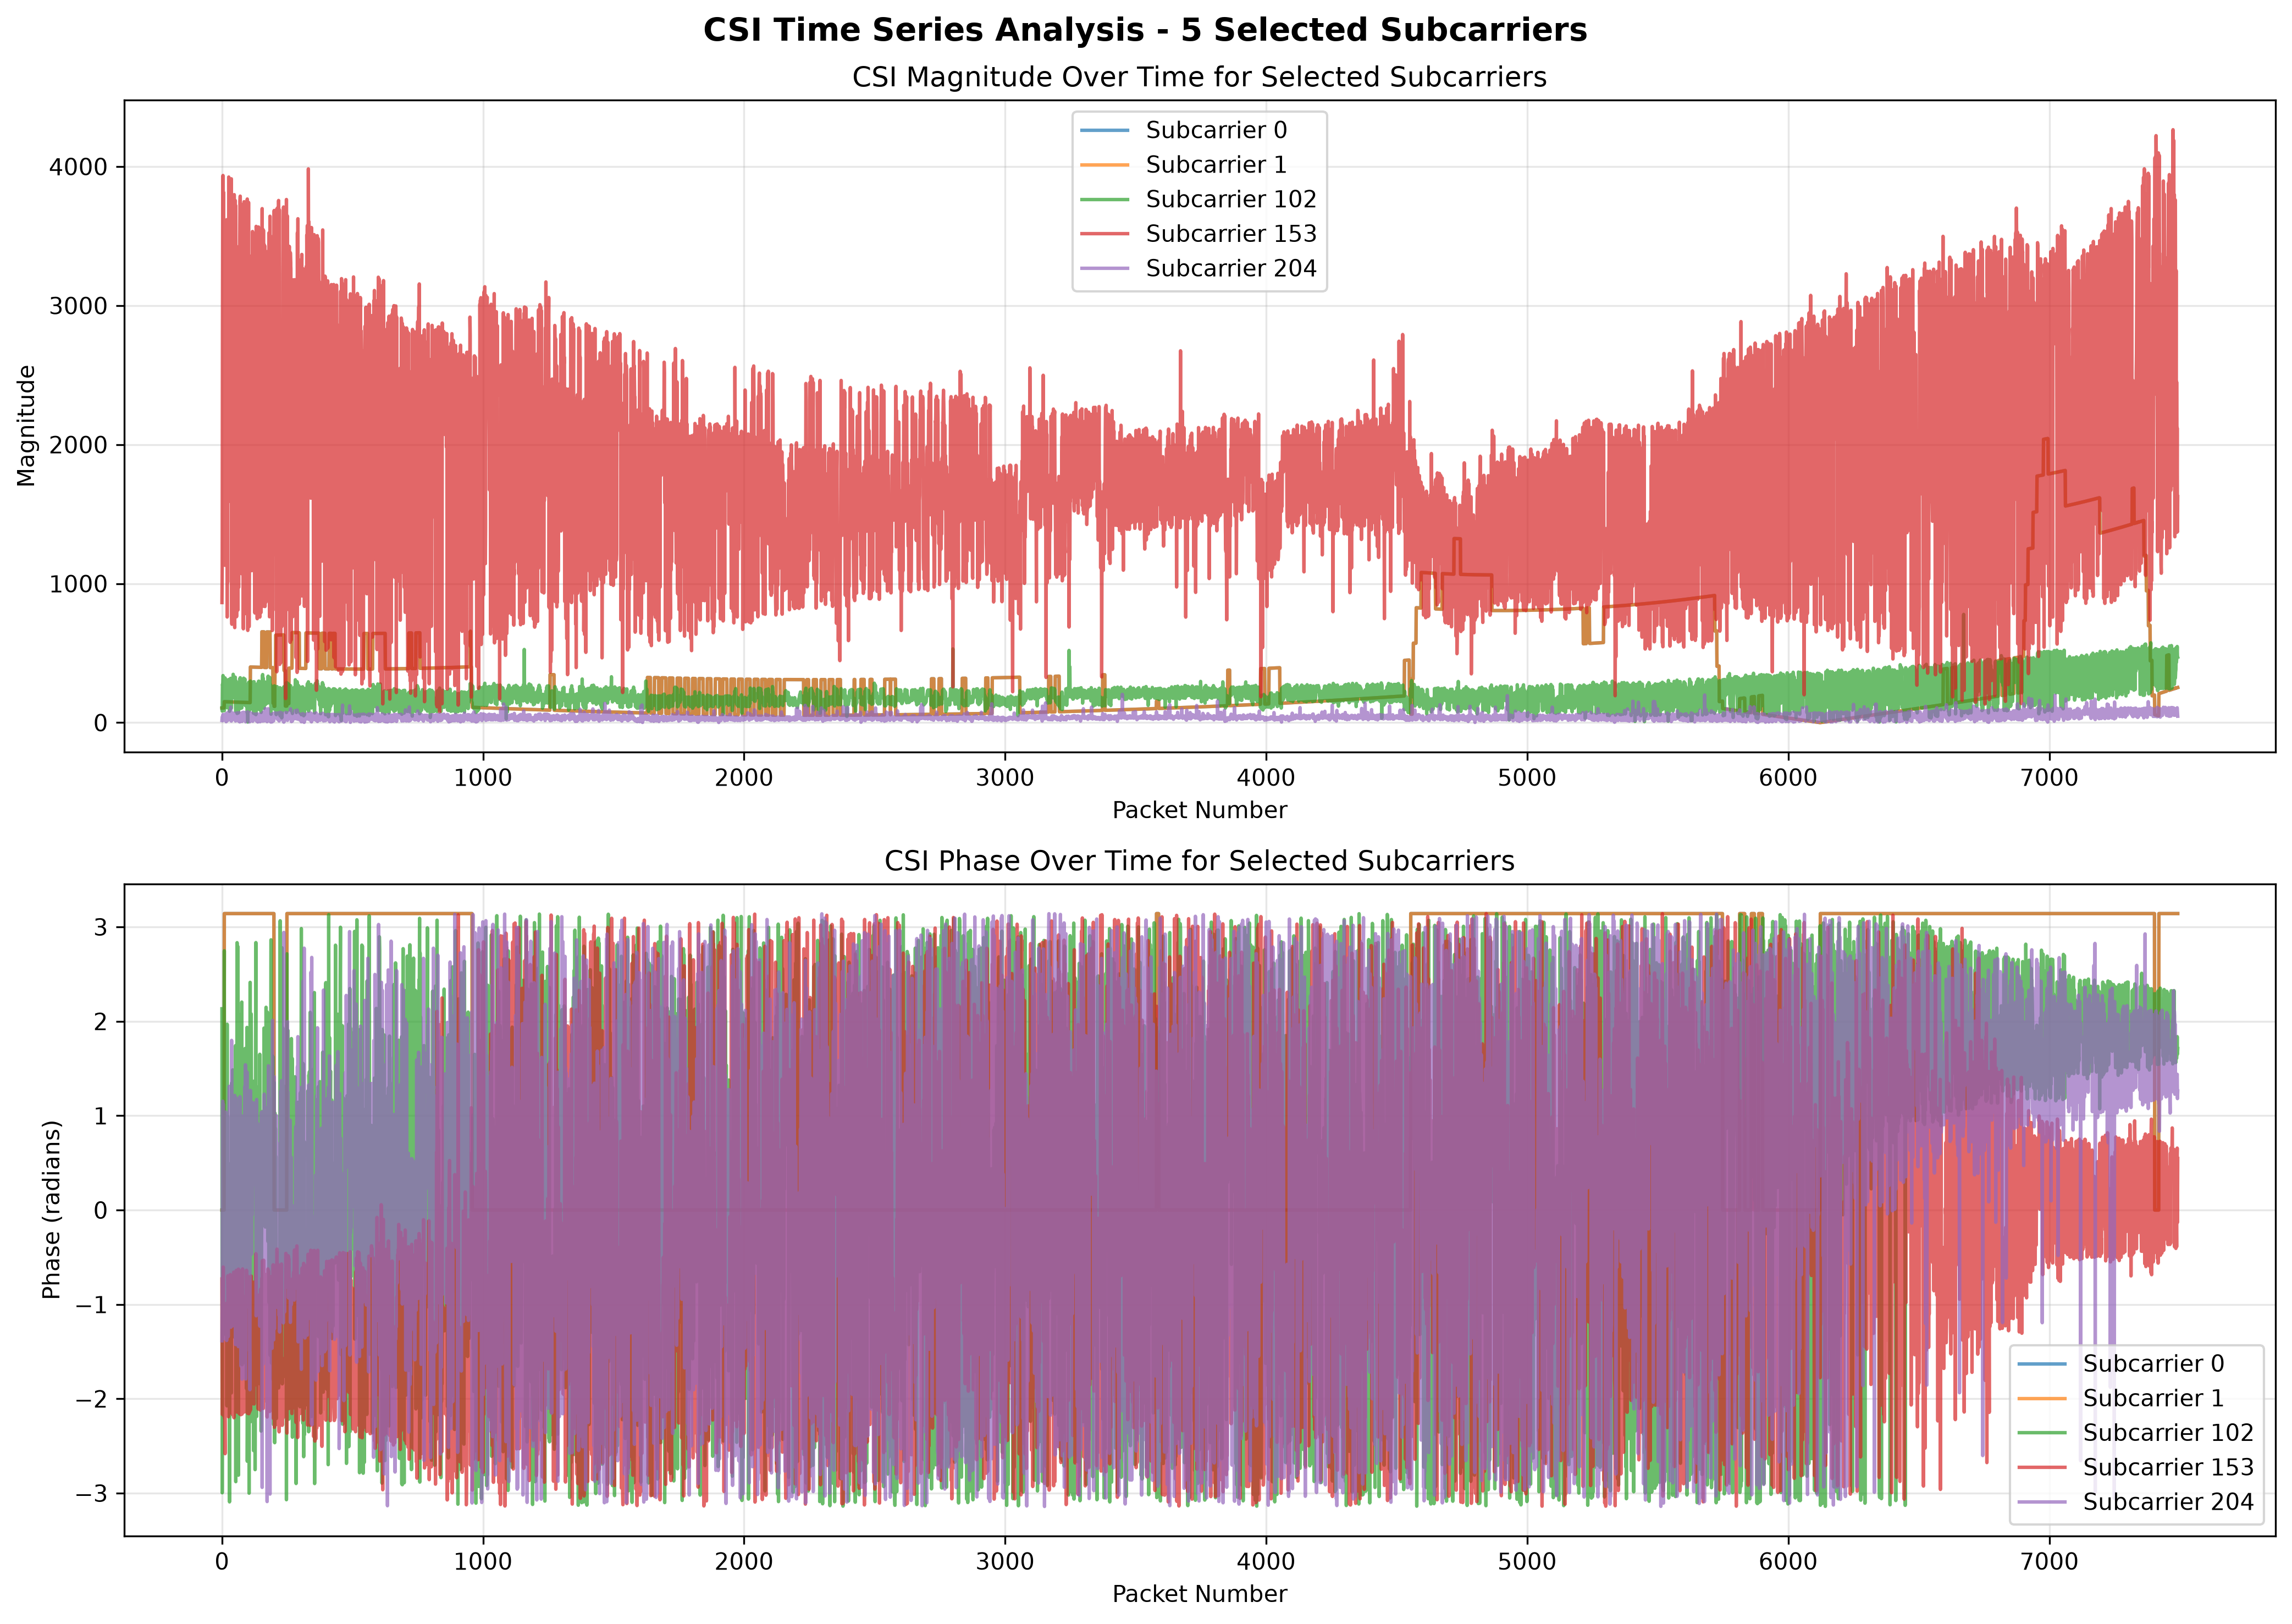 CSI Time Series Analysis - 5 Selected Subcarriers
CSI Magnitude Over Time for Selected Subcarriers
Magnitude
4000
3000
2000
1000
0
Subcarrier 0
Subcarrier 1
Subcarrier 102
Subcarrier 153
Subcarrier 204
0 1000 2000 3000 4000 5000 6000 7000
Packet Number
CSI Phase Over Time for Selected Subcarriers
Phase (radians)
3
2
1
0
−1
−2
−3
Subcarrier 0
Subcarrier 1
Subcarrier 102
Subcarrier 153
Subcarrier 204
0 1000 2000 3000 4000 5000 6000 7000
Packet Number